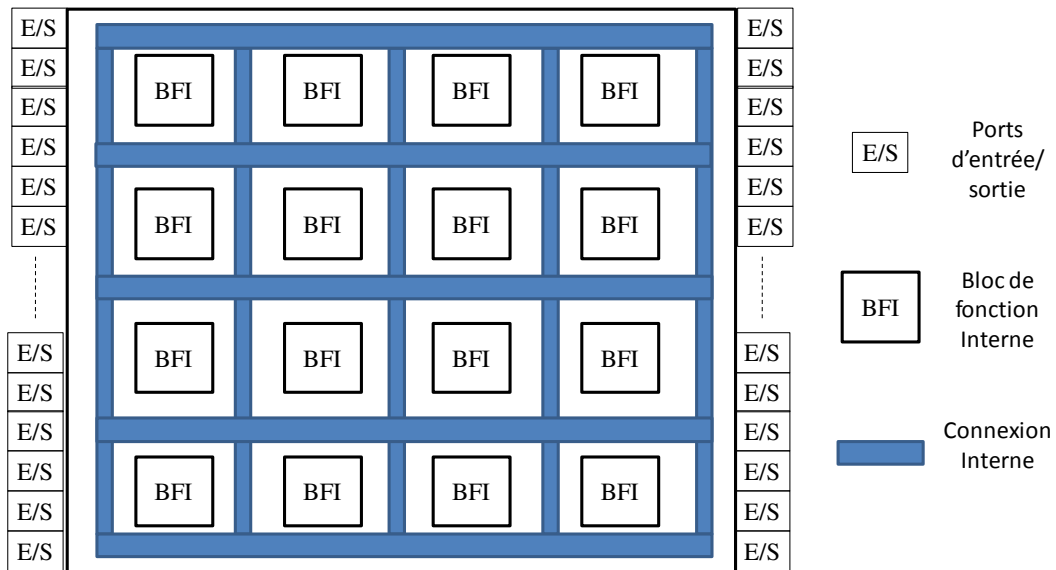 E/S E/S
E/S BFI BFI BFI BFI E/S
E/S E/S
E/S E/S
E/S BFI BFI BFI BFI E/S
E/S E/S
E/S BFI BFI BFI BFI E/S
E/S E/S
E/S E/S
E/S BFI BFI BFI BFI E/S
E/S E/S
E/S E/S
E/S
Ports
d'entrée/
sortie
BFI
Bloc de
fonction
Interne
Connexion
Interne